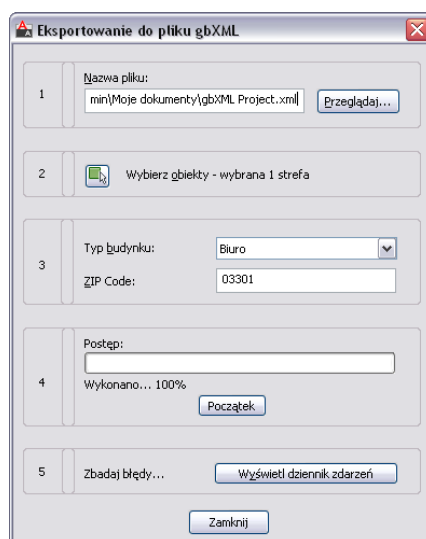 Eksportowanie do pliku gbXML
1
Nazwa pliku:
min\Moje dokumenty\gbXML Project.xml
Przeglądaj...
2
Wybierz obiekty - wybrana 1 strefa
3
Typ budynku:
Biuro
ZIP Code:
03301
4
Postęp:
Wykonano... 100%
Początek
5
Zbadaj błędy...
Wyświetl dziennik zdarzeń
Zamknij